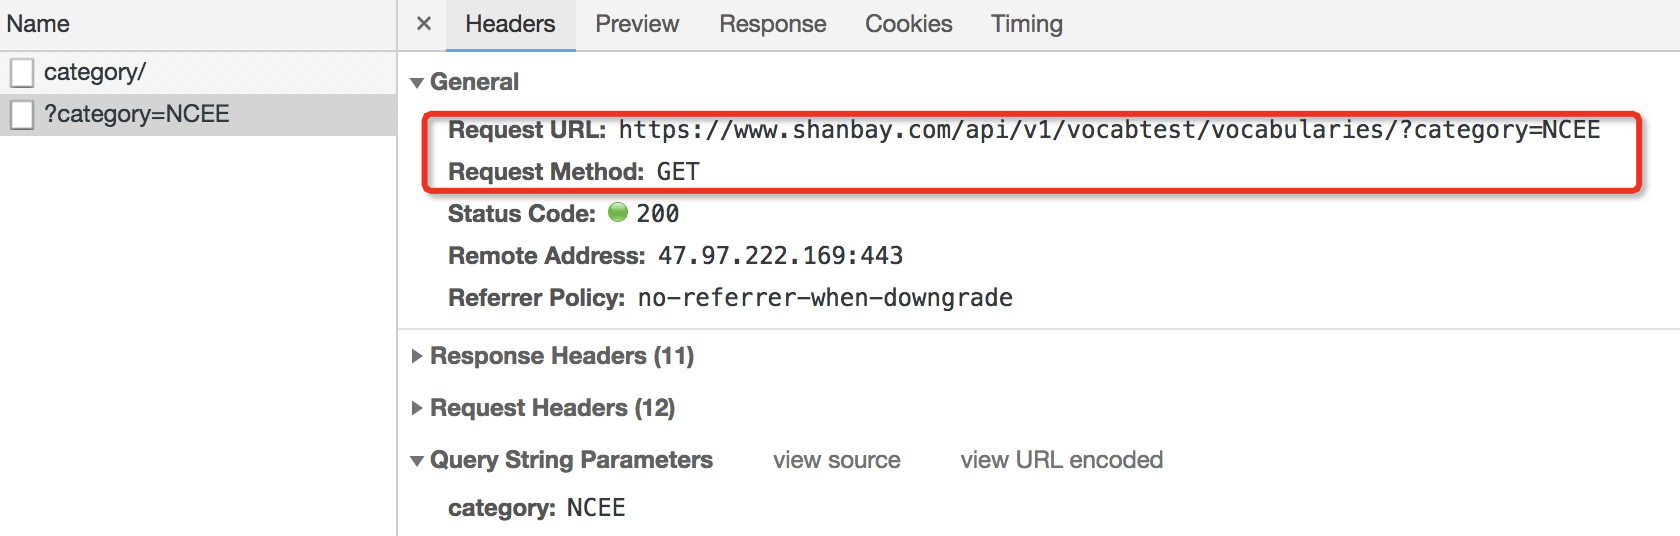 Name
category/
?category=NCEE
× Headers Preview Response Cookies Timing
General
Request URL: https://www.shanbay.com/api/v1/vocabtest/vocabularies/?category=NCEE
Request Method: GET
Status Code: 200
Remote Address: 47.97.222.169:443
Referrer Policy: no-referrer-when-downgrade
Response Headers (11)
Request Headers (12)
Query String Parameters view source view URL encoded
category: NCEE